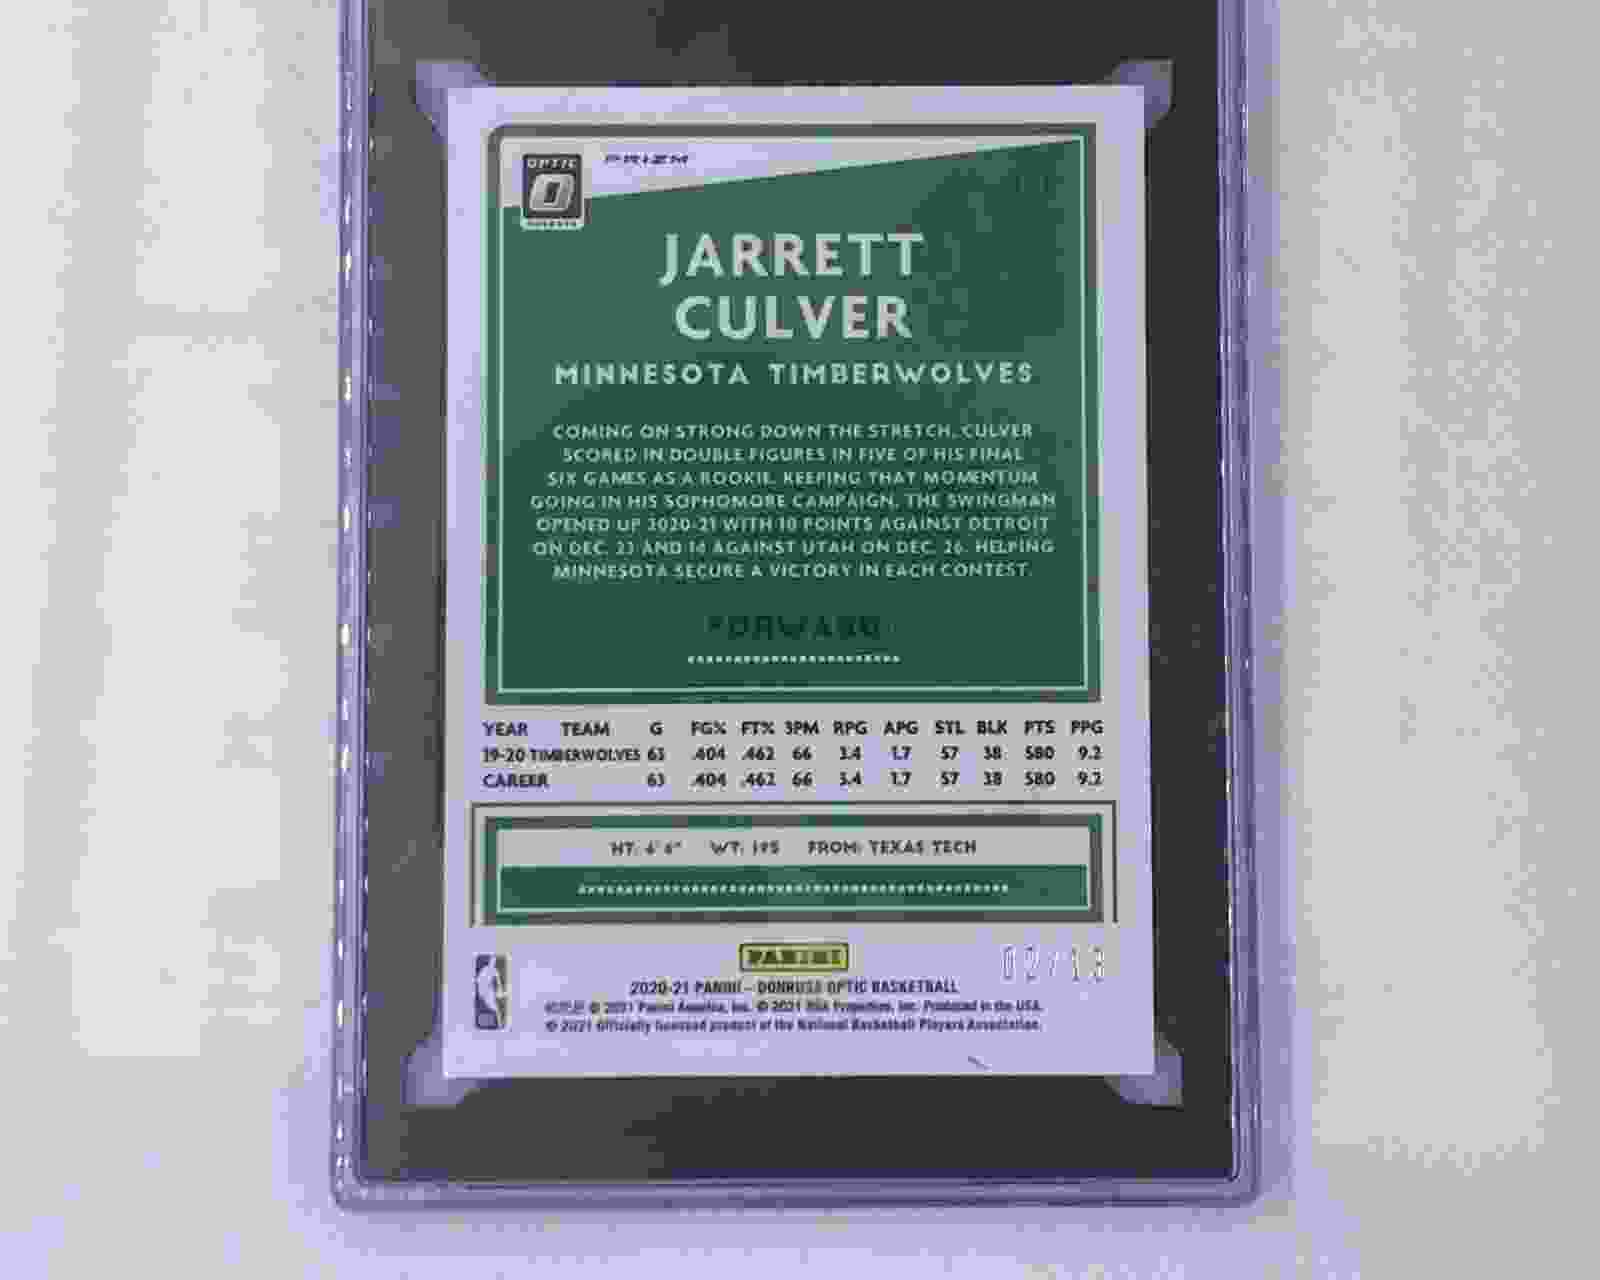 OPTIC
PRIZM
JARRETT
CULVER
MINNESOTA TIMBERWOLVES
COMING ON STRONG DOWN THE STRETCH, CULVER
SCORED IN DOUBLE FIGURES IN FIVE OF HIS FINAL
SIX GAMES AS A ROOKIE. KEEPING THAT MOMENTUM
GOING IN HIS SOPHOMORE CAMPAIGN, THE SWINGMAN
OPENED UP 2020-21 WITH 10 POINTS AGAINST DETROIT
ON DEC. 23 AND 14 AGAINST UTAH ON DEC. 26, HELPING
MINNESOTA SECURE A VICTORY IN EACH CONTEST.
FORWARD
YEAR TEAM G FG% FT% 3PM RPG APG STL BLK PTS PPG
19-20 TIMBERWOLVES 63 .404 .462 66 3.4 1.7 57 38 580 9.2
CAREER 63 .404 .462 66 3.4 1.7 57 38 580 9.2
HT: 6'6" WT: 195 FROM: TEXAS TECH
PANINI
02/13
2020-21 PANINI – DONRUSS OPTIC BASKETBALL
© 2021 Panini America, Inc. © 2021 NBA Properties, Inc. Produced in the USA.
© 2021 Officially licensed product of the National Basketball Players Association.